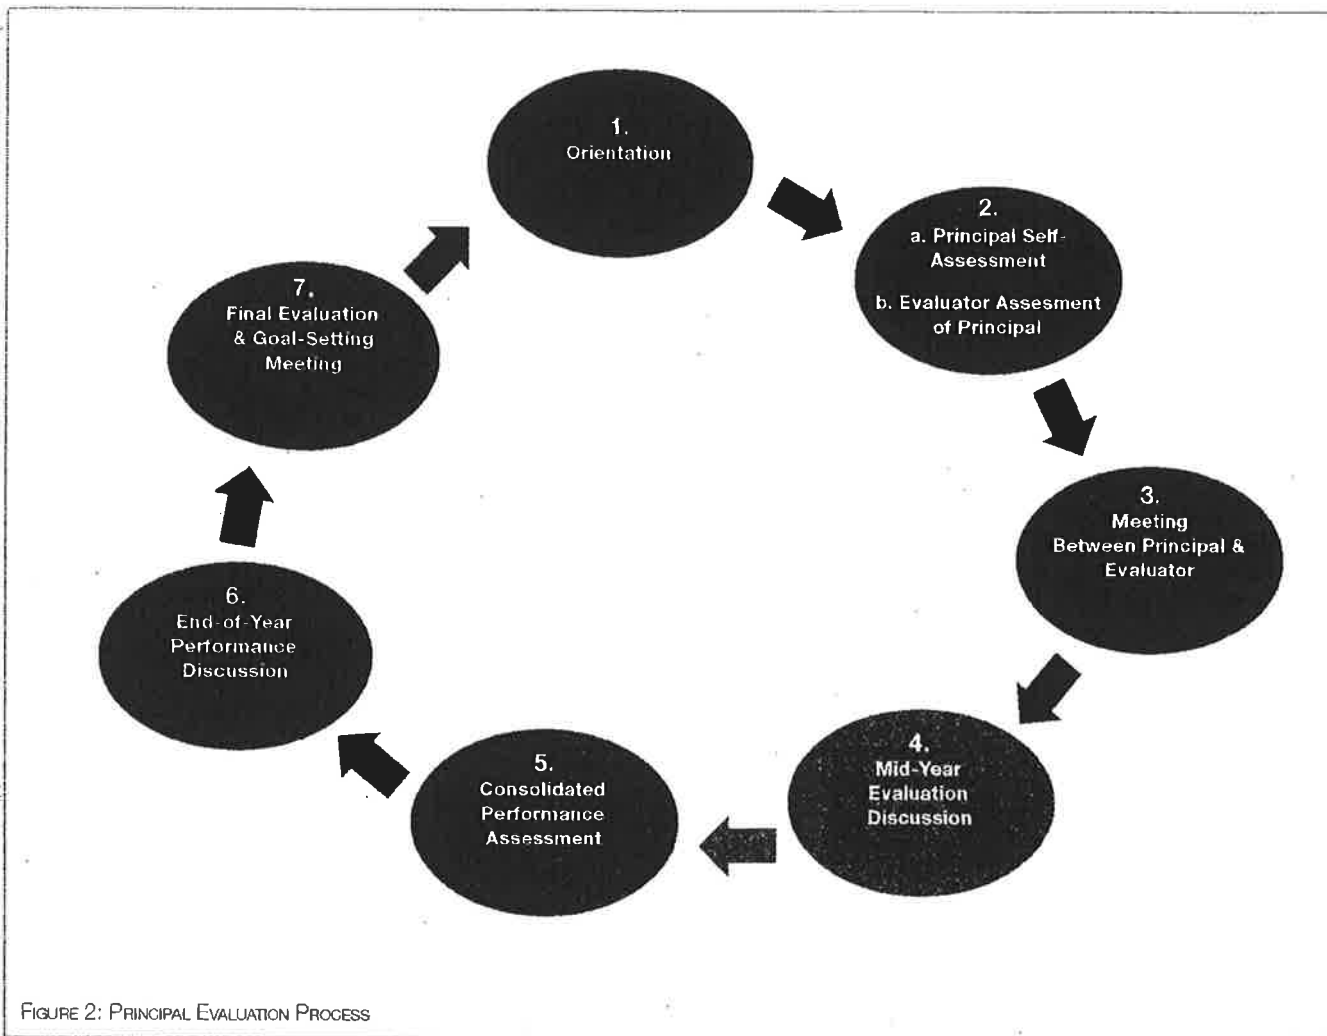 1.
Orientation
2.
a. Principal Self-
Assessment
b. Evaluator Assesment
of Principal
3.
Meeting
Between Principal &
Evaluator
4.
Mid-Year
Evaluation
Discussion
5.
Consolidated
Performance
Assessment
6.
End-of-Year
Performance
Discussion
7.
Final Evaluation
& Goal-Setting
Meeting
FIGURE 2: PRINCIPAL EVALUATION PROCESS